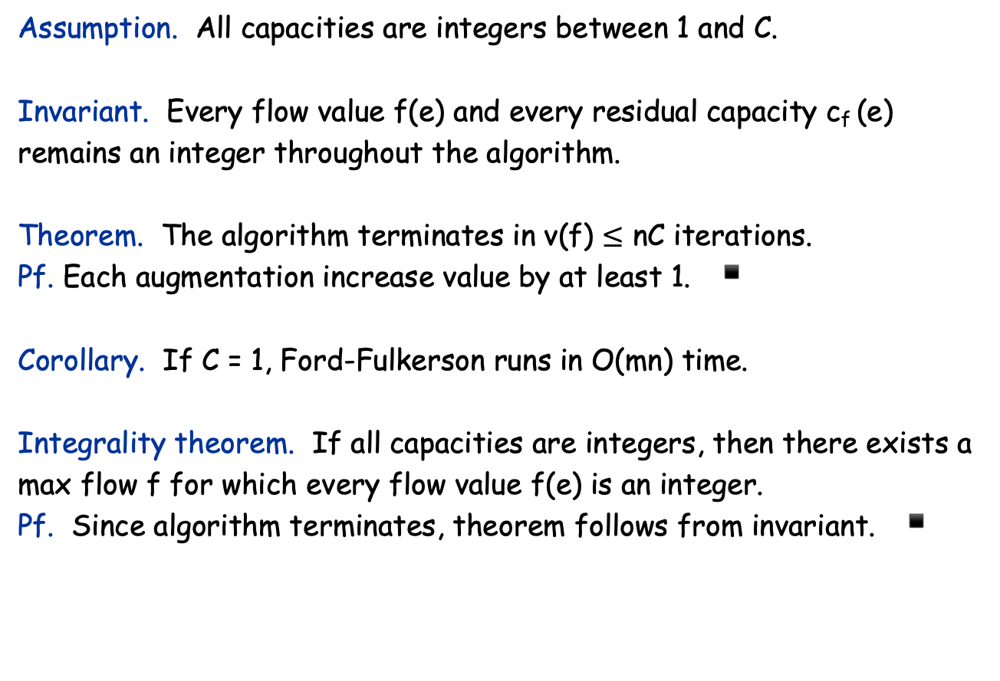 Assumption. All capacities are integers between 1 and C.
Invariant. Every flow value f(e) and every residual capacity cf (e)
remains an integer throughout the algorithm.
Theorem. The algorithm terminates in v(f) ≤ nC iterations.
Pf. Each augmentation increase value by at least 1. ▪
Corollary. If C = 1, Ford-Fulkerson runs in O(mn) time.
Integrality theorem. If all capacities are integers, then there exists a
max flow f for which every flow value f(e) is an integer.
Pf. Since algorithm terminates, theorem follows from invariant. ▪